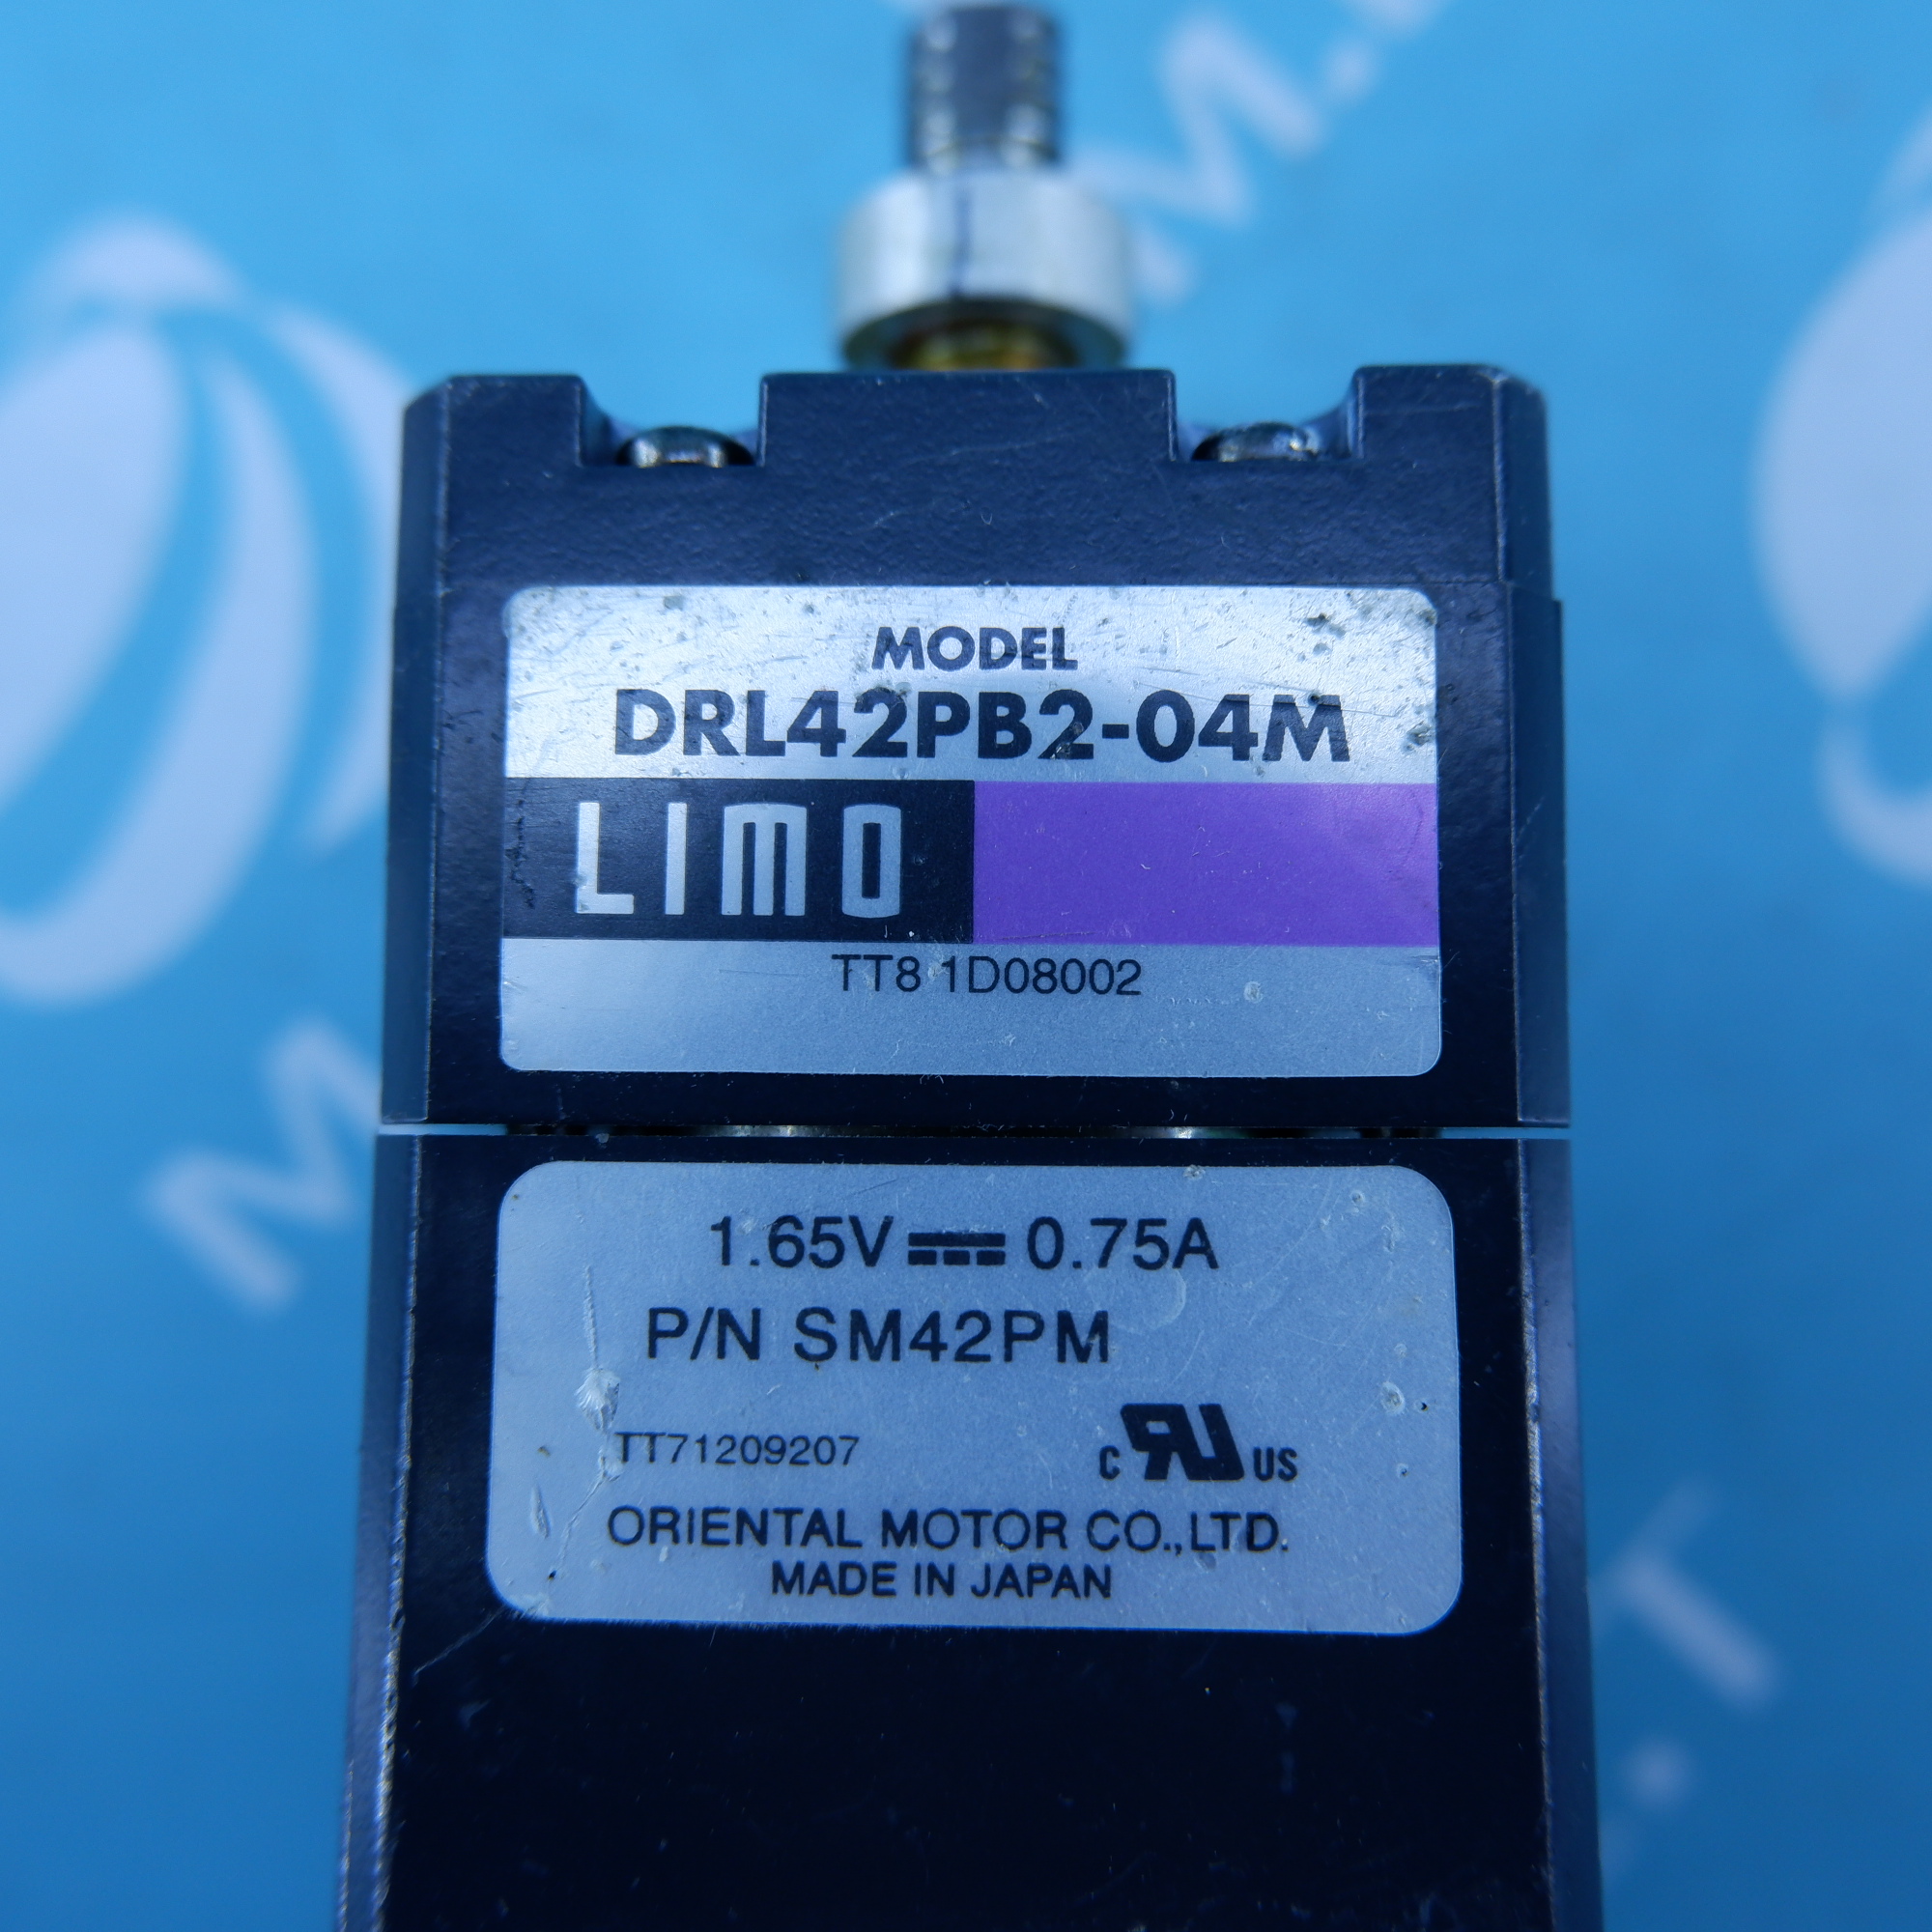 MODEL
DRL42PB2-04M
LIMO
TT8 1D08002
1.65V⎓0.75A
P/N SM42PM
TT71209207
c RU US
ORIENTAL MOTOR CO.,LTD.
MADE IN JAPAN